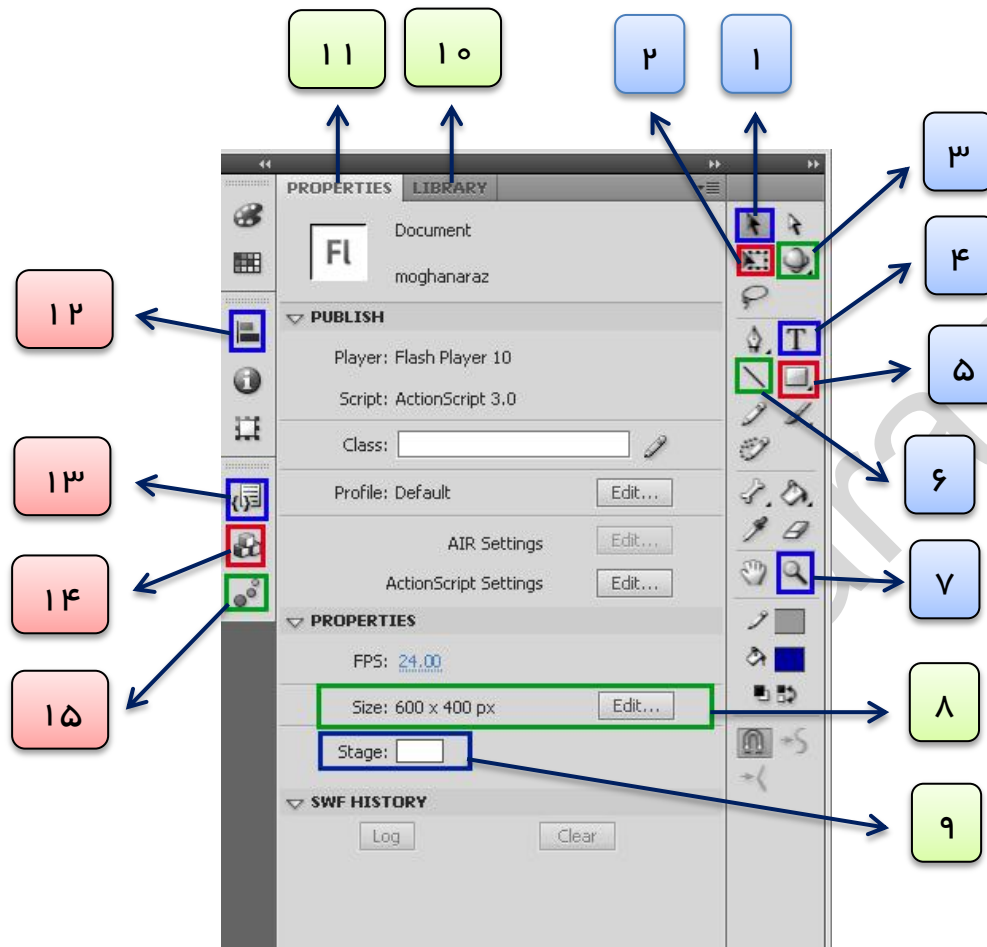 ۱۱
۱۰
۲
۱
۳
۴
۵
۶
۷
۸
۹
۱۲
۱۳
۱۴
۱۵
PROPERTIES LIBRARY
Fl
Document
moghanaraz
PUBLISH
Player: Flash Player 10
Script: ActionScript 3.0
Class:
Profile: Default Edit...
AIR Settings Edit...
ActionScript Settings Edit...
PROPERTIES
FPS: 24.00
Size: 600 x 400 px Edit...
Stage:
SWF HISTORY
Log Clear
T